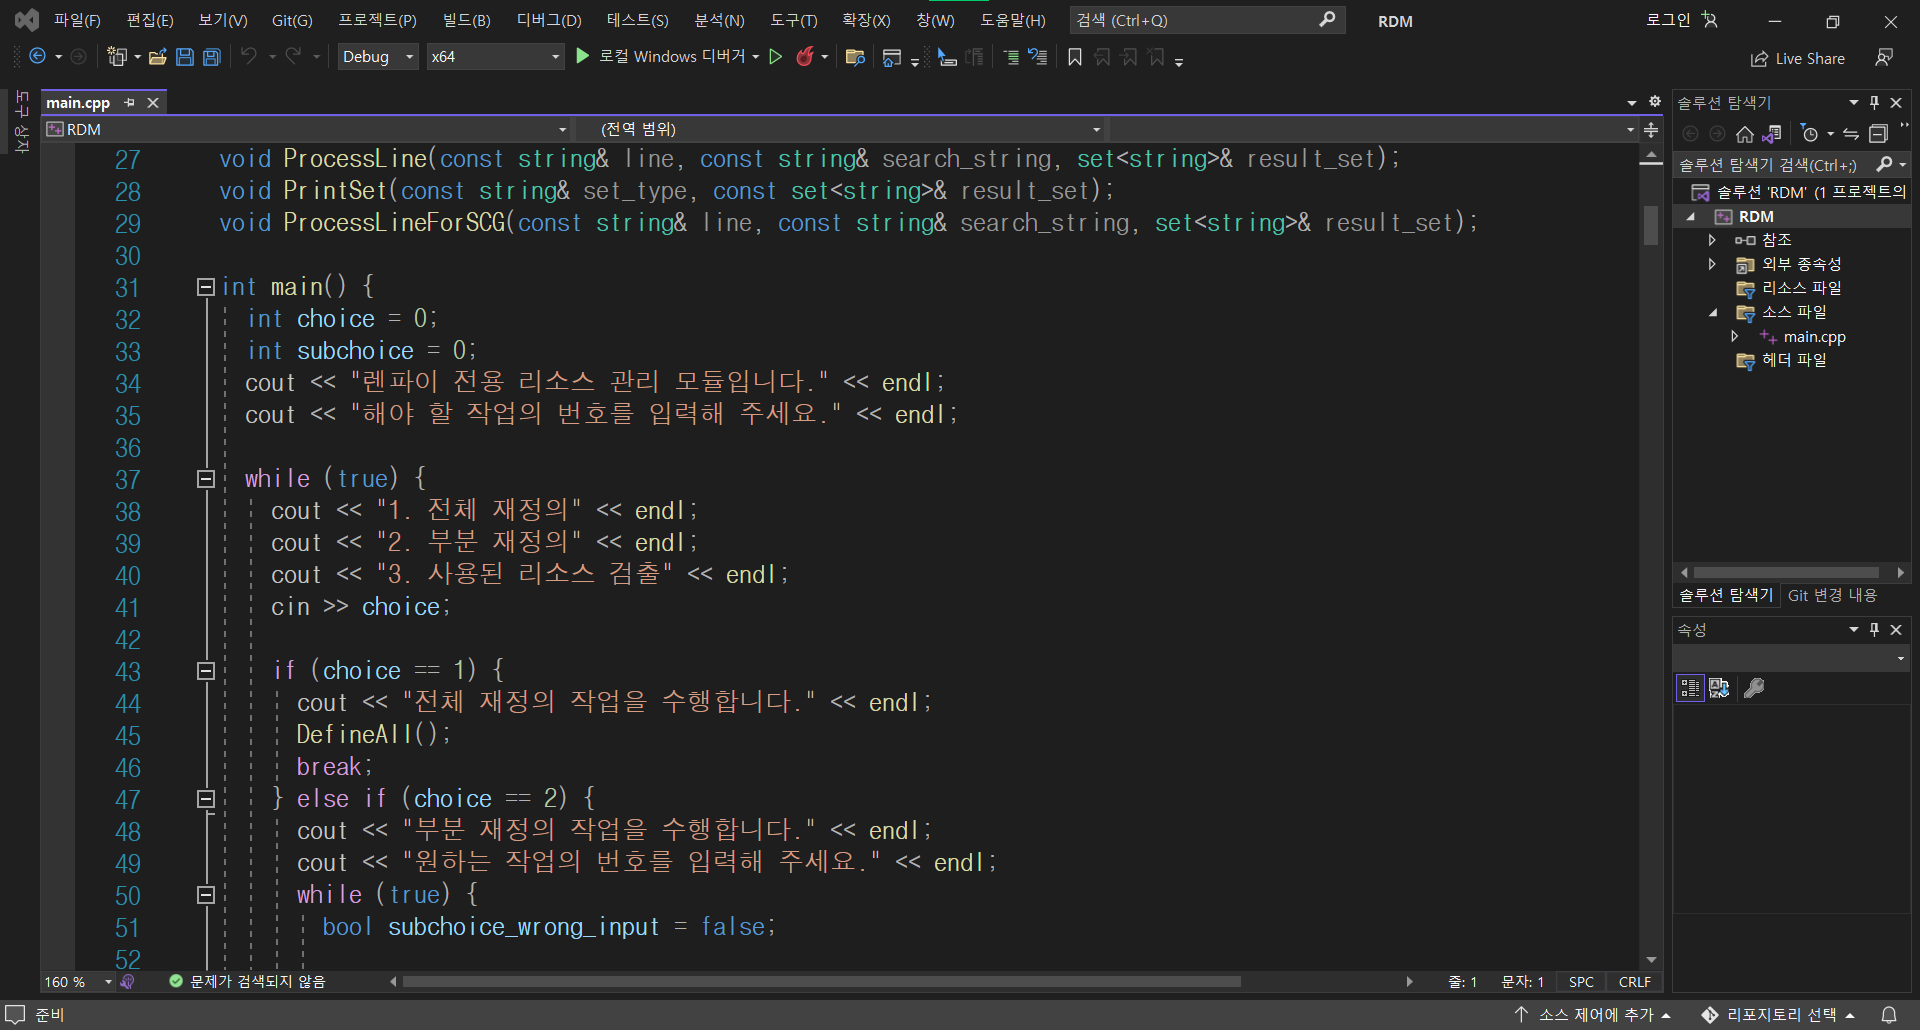 파일(F) 편집(E) 보기(V) Git(G) 프로젝트(P) 빌드(B) 디버그(D) 테스트(S) 분석(N) 도구(T) 확장(X) 창(W) 도움말(H) 검색 (Ctrl+Q) RDM 로그인
Debug x64 로컬 Windows 디버거 Live Share
도구 상자
main.cpp
RDM (전역 범위)
27 void ProcessLine(const string& line, const string& search_string, set<string>& result_set);
28 void PrintSet(const string& set_type, const set<string>& result_set);
29 void ProcessLineForSCG(const string& line, const string& search_string, set<string>& result_set);
30
31 int main() {
32 int choice = 0;
33 int subchoice = 0;
34 cout << "렌파이 전용 리소스 관리 모듈입니다." << endl;
35 cout << "해야 할 작업의 번호를 입력해 주세요." << endl;
36
37 while (true) {
38 cout << "1. 전체 재정의" << endl;
39 cout << "2. 부분 재정의" << endl;
40 cout << "3. 사용된 리소스 검출" << endl;
41 cin >> choice;
42
43 if (choice == 1) {
44 cout << "전체 재정의 작업을 수행합니다." << endl;
45 DefineAll();
46 break;
47 } else if (choice == 2) {
48 cout << "부분 재정의 작업을 수행합니다." << endl;
49 cout << "원하는 작업의 번호를 입력해 주세요." << endl;
50 while (true) {
51 bool subchoice_wrong_input = false;
52
160 % 문제가 검색되지 않음 줄: 1 문자: 1 SPC CRLF
솔루션 탐색기
솔루션 탐색기 검색(Ctrl+;)
솔루션 'RDM' (1 프로젝트의
RDM
참조
외부 종속성
리소스 파일
소스 파일
main.cpp
헤더 파일
솔루션 탐색기 Git 변경 내용
속성
준비 소스 제어에 추가 리포지토리 선택